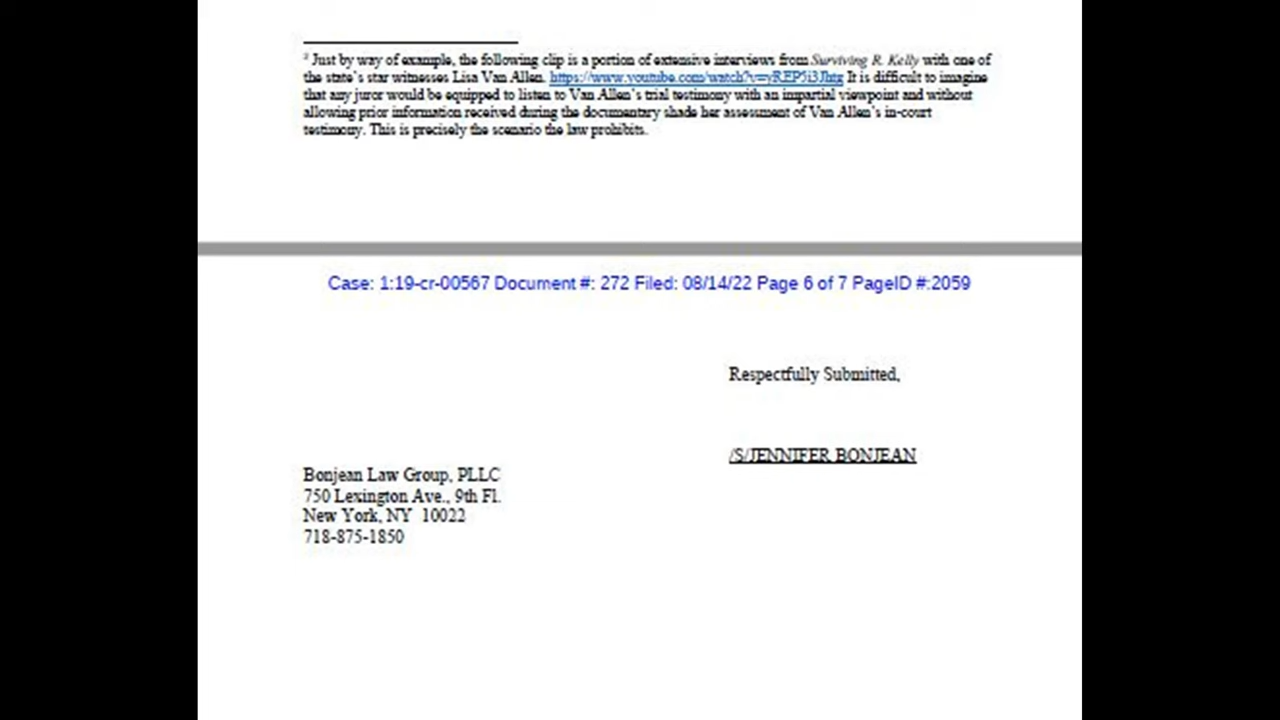 Just by way of example, the following clip is a portion of extensive interviews from Surviving R. Kelly with one of
the state's star witnesses Lisa Van Allen. https://www.youtube.com/watch?v= It is difficult to imagine
that any juror would be equipped to listen to Van Allen's trial testimony with an impartial viewpoint and without
allowing prior information received during the documentary shade her assessment of Van Allen's in-court
testimony. This is precisely the scenario the law prohibits.
Case: 1:19-cr-00567 Document #: 272 Filed: 08/14/22 Page 6 of 7 PageID #:2059
Respectfully Submitted,
/S/JENNIFER BONJEAN
Bonjean Law Group, PLLC
750 Lexington Ave., 9th Fl.
New York, NY 10022
718-875-1850